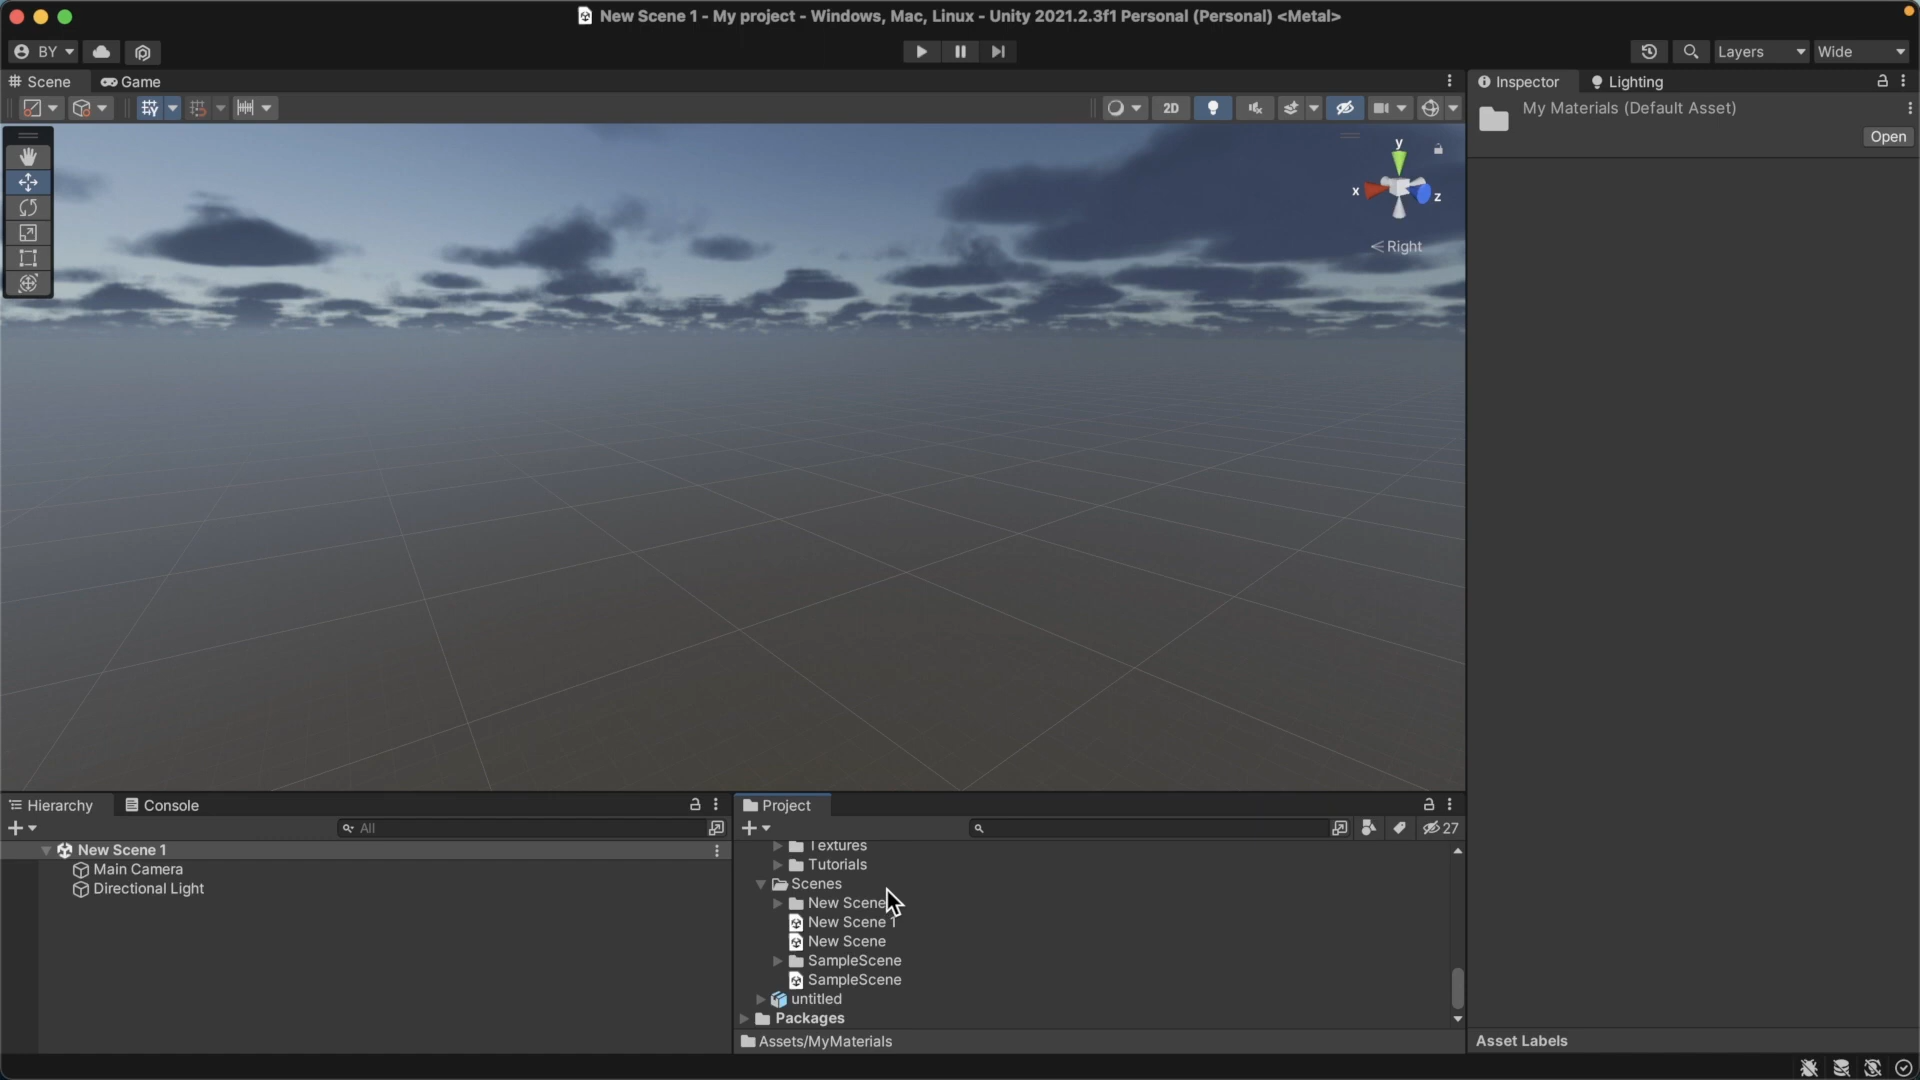 New Scene 1 - My project - Windows, Mac, Linux - Unity 2021.2.3f1 Personal (Personal) <Metal>
BY
Layers
Wide
Scene
Game
Inspector
Lighting
2D
My Materials (Default Asset)
Open
y
x
z
Right
Hierarchy
Console
All
New Scene 1
Main Camera
Directional Light
Project
27
Textures
Tutorials
Scenes
New Scene
New Scene 1
New Scene
SampleScene
SampleScene
untitled
Packages
Assets/MyMaterials
Asset Labels